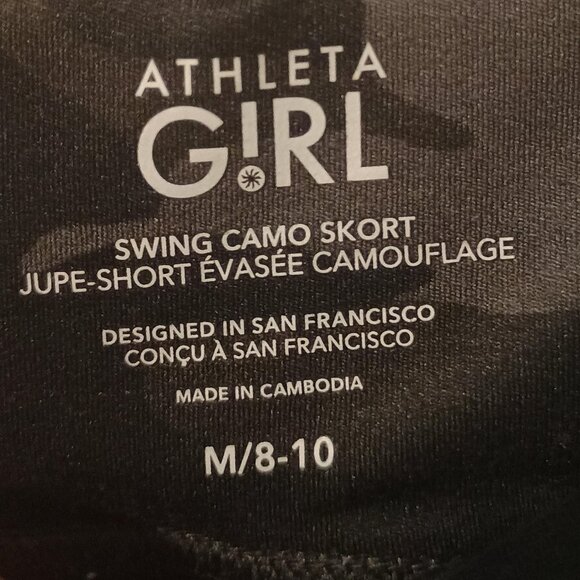 ATHLETA
G!RL
SWING CAMO SKORT
JUPE-SHORT ÉVASÉE CAMOUFLAGE
DESIGNED IN SAN FRANCISCO
CONÇU À SAN FRANCISCO
MADE IN CAMBODIA
M/8-10